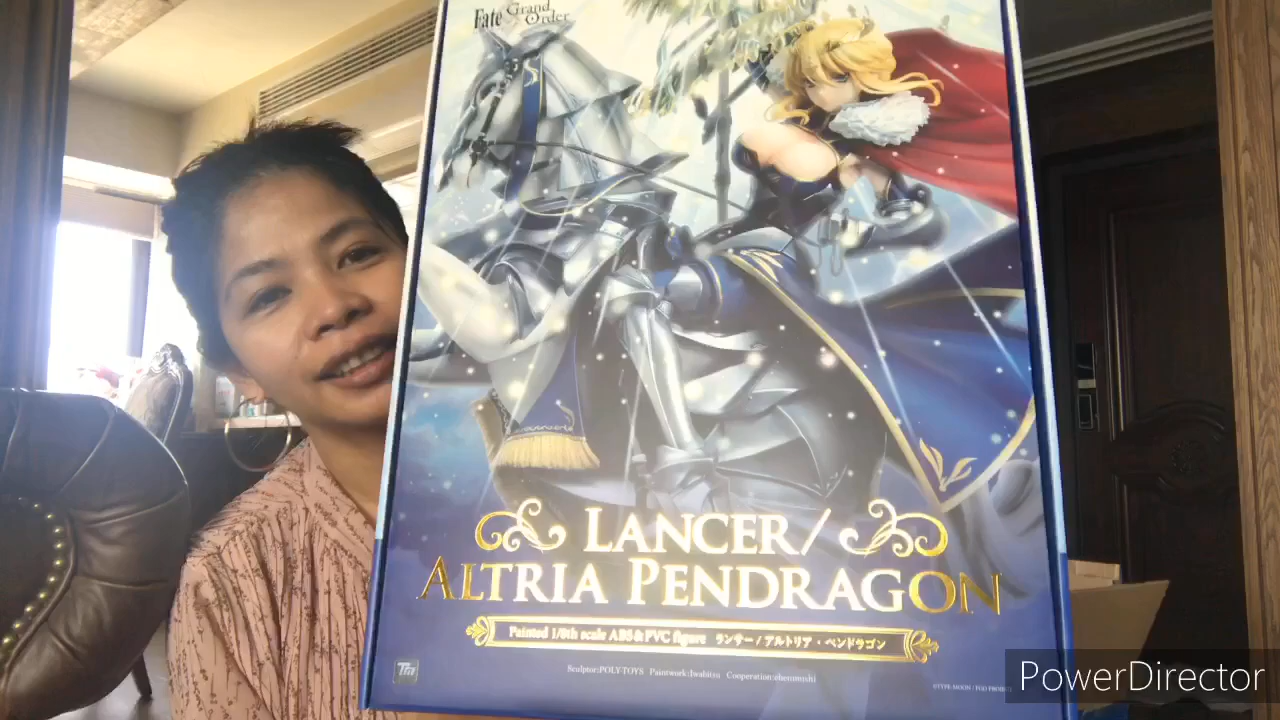 Fate Grand Order
LANCER/
ALTRIA PENDRAGON
Painted 1/8th scale ABS&PVC figure ランサー/アルトリア・ペンドラゴン
Sculptor:POLY-TOYS Paintwork:Iwahitsu Cooperation:ebenmushi
©TYPE-MOON / FGO PROJECT
PowerDirector